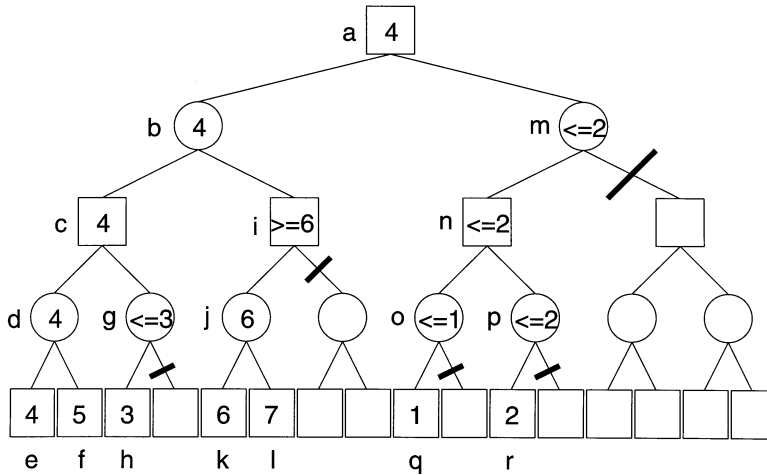 a 4
b 4 m <=2
c 4 i >=6 n <=2
d 4 g <=3 j 6 o <=1 p <=2
4 5 3 6 7 1 2
e f h k l q r